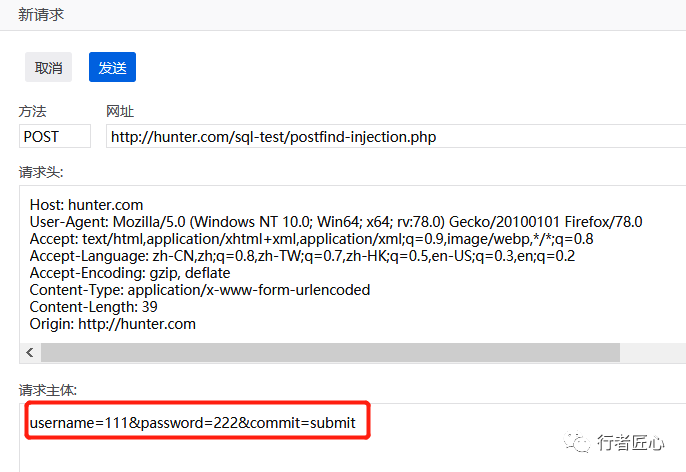 新请求
取消 发送
方法 网址
POST http://hunter.com/sql-test/postfind-injection.php
请求头:
Host: hunter.com
User-Agent: Mozilla/5.0 (Windows NT 10.0; Win64; x64; rv:78.0) Gecko/20100101 Firefox/78.0
Accept: text/html,application/xhtml+xml,application/xml;q=0.9,image/webp,*/*;q=0.8
Accept-Language: zh-CN,zh;q=0.8,zh-TW;q=0.7,zh-HK;q=0.5,en-US;q=0.3,en;q=0.2
Accept-Encoding: gzip, deflate
Content-Type: application/x-www-form-urlencoded
Content-Length: 39
Origin: http://hunter.com
请求主体:
username=111&password=222&commit=submit
行者匠心